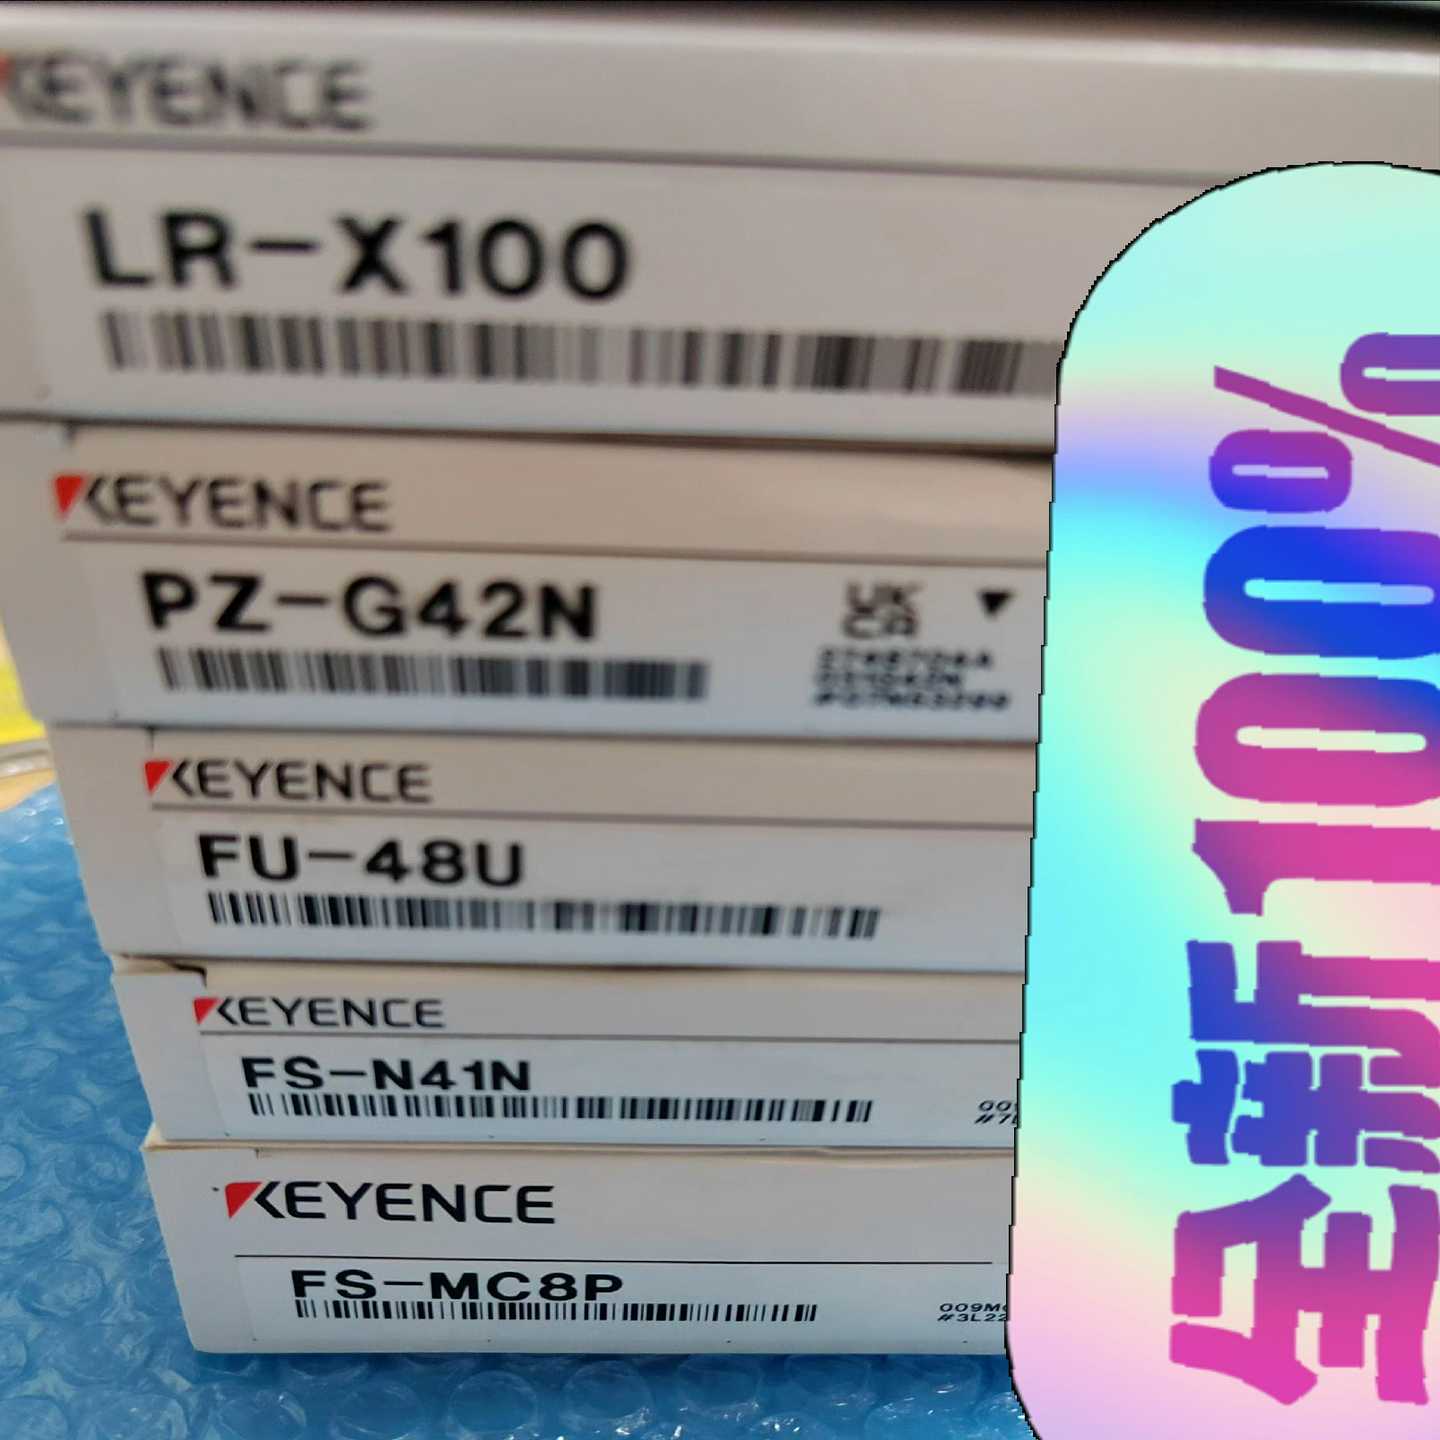 KEYENCE
LR-X100
KEYENCE
PZ-G42N
UK
CA
KEYENCE
FU-48U
KEYENCE
FS-N41N
KEYENCE
FS-MC8P
全新100%